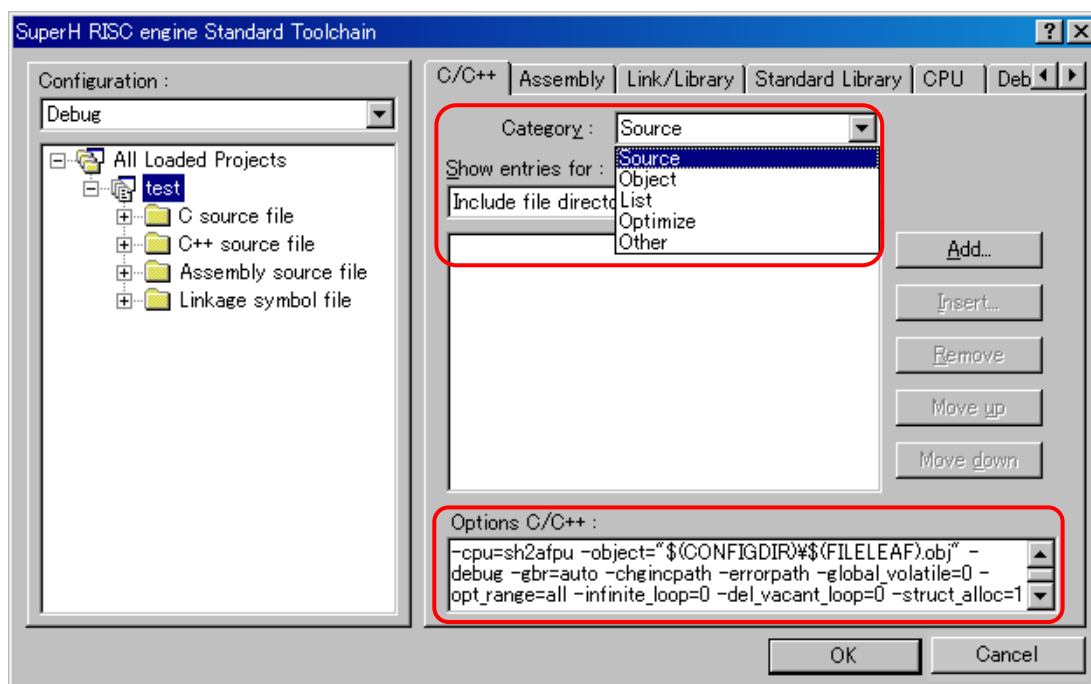 SuperH RISC engine Standard Toolchain
Configuration :
Debug
All Loaded Projects
test
C source file
C++ source file
Assembly source file
Linkage symbol file
C/C++ Assembly Link/Library Standard Library CPU Deb
Category : Source
Source
Object
List
Optimize
Other
Show entries for :
Include file directo
Add...
Insert...
Remove
Move up
Move down
Options C/C++ :
-cpu=sh2afpu -object="$(CONFIGDIR)¥$(FILELEAF).obj" -
debug -gbr=auto -chgincpath -errorpath -global_volatile=0 -
opt_range=all -infinite_loop=0 -del_vacant_loop=0 -struct_alloc=1
OK Cancel